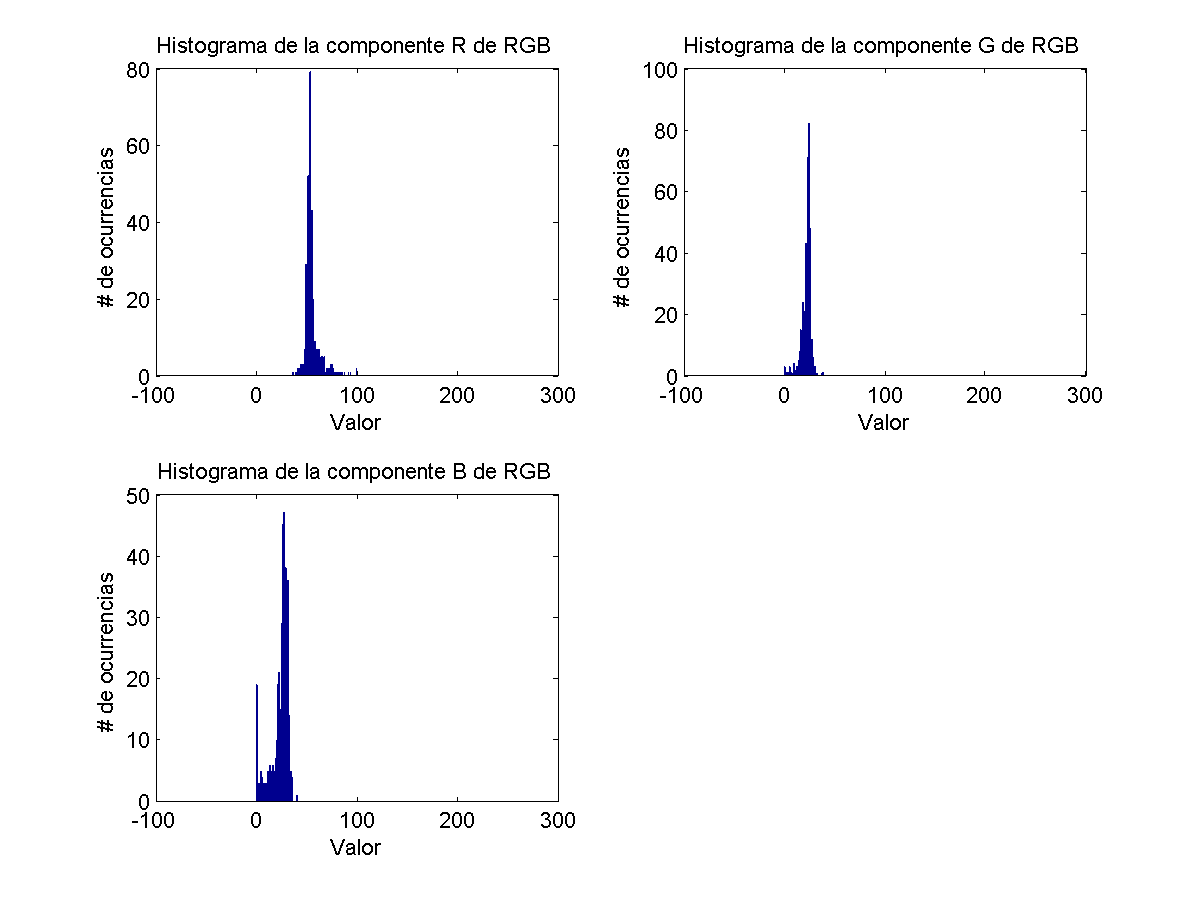 Histograma de la componente R de RGB
80
60
40
20
0
# de ocurrencias
-100 0 100 200 300
Valor
Histograma de la componente G de RGB
100
80
60
40
20
0
# de ocurrencias
-100 0 100 200 300
Valor
Histograma de la componente B de RGB
50
40
30
20
10
0
# de ocurrencias
-100 0 100 200 300
Valor